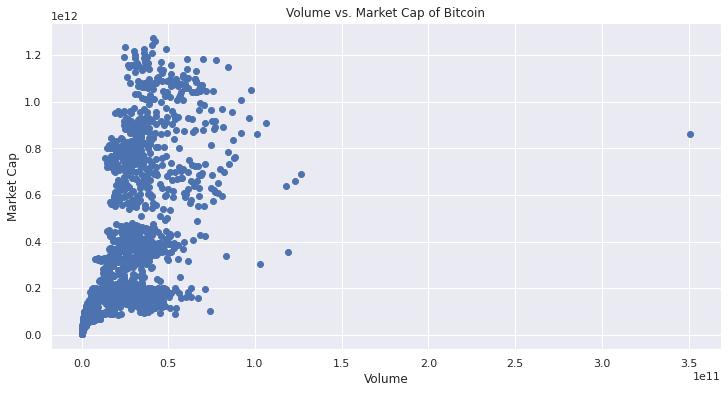 Volume vs. Market Cap of Bitcoin
1e12
1.2
1.0
0.8
0.6
0.4
0.2
0.0
Market Cap
0.0 0.5 1.0 1.5 2.0 2.5 3.0 3.5
1e11
Volume